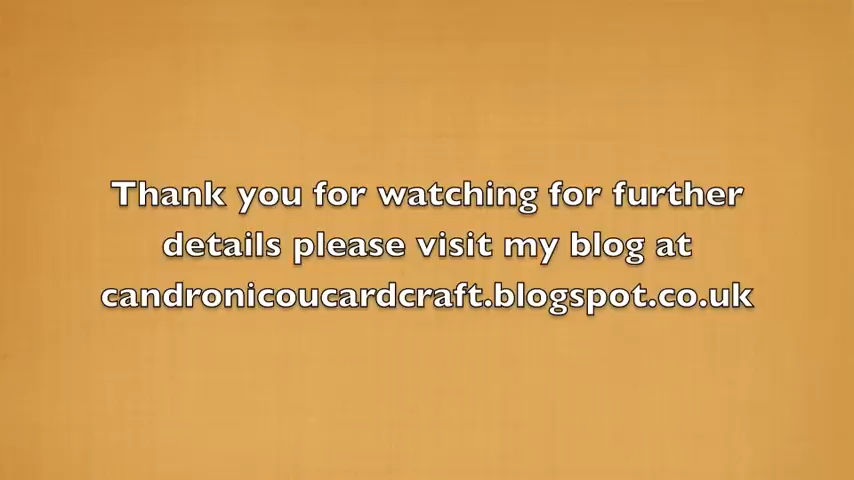 Thank you for watching for further
details please visit my blog at
candronicoucardcraft.blogspot.co.uk